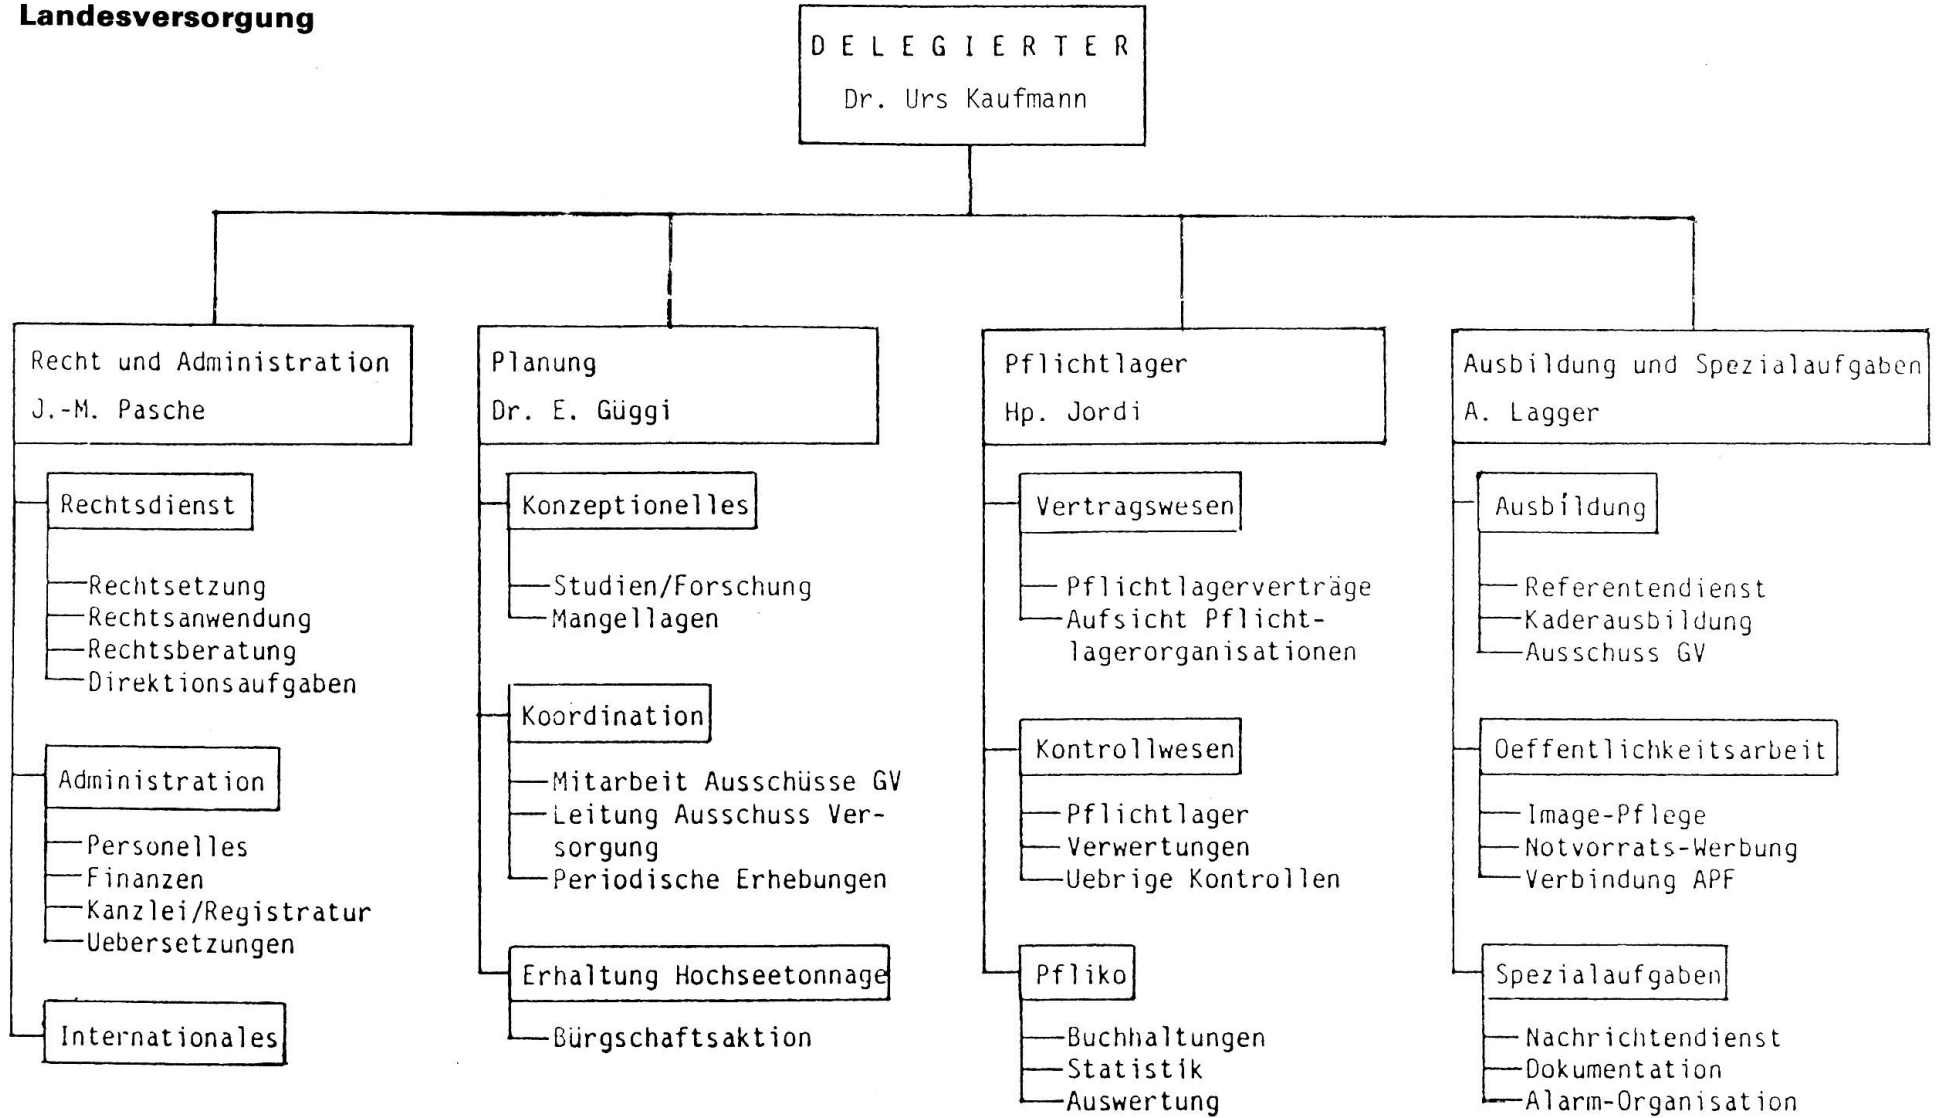 Landesversorgung
DELEGIERTER
Dr. Urs Kaufmann
Recht und Administration
J.-M. Pasche
Rechtsdienst
Rechtsetzung
Rechtsanwendung
Rechtsberatung
Direktionsaufgaben
Administration
Personelles
Finanzen
Kanzlei/Registratur
Uebersetzungen
Internationales
Planung
Dr. E. Güggi
Konzeptionelles
Studien/Forschung
Mangellagen
Koordination
Mitarbeit Ausschüsse GV
Leitung Ausschuss Ver-
sorgung
Periodische Erhebungen
Erhaltung Hochseetonnage
Bürgschaftsaktion
Pflichtlager
Hp. Jordi
Vertragswesen
Pflichtlagerverträge
Aufsicht Pflicht-
lagerorganisationen
Kontrollwesen
Pflichtlager
Verwertungen
Uebrige Kontrollen
Pfliko
Buchhaltungen
Statistik
Auswertung
Ausbildung und Spezialaufgaben
A. Lagger
Ausbildung
Referentendienst
Kaderausbildung
Ausschuss GV
Oeffentlichkeitsarbeit
Image-Pflege
Notvorrats-Werbung
Verbindung APF
Spezialaufgaben
Nachrichtendienst
Dokumentation
Alarm-Organisation